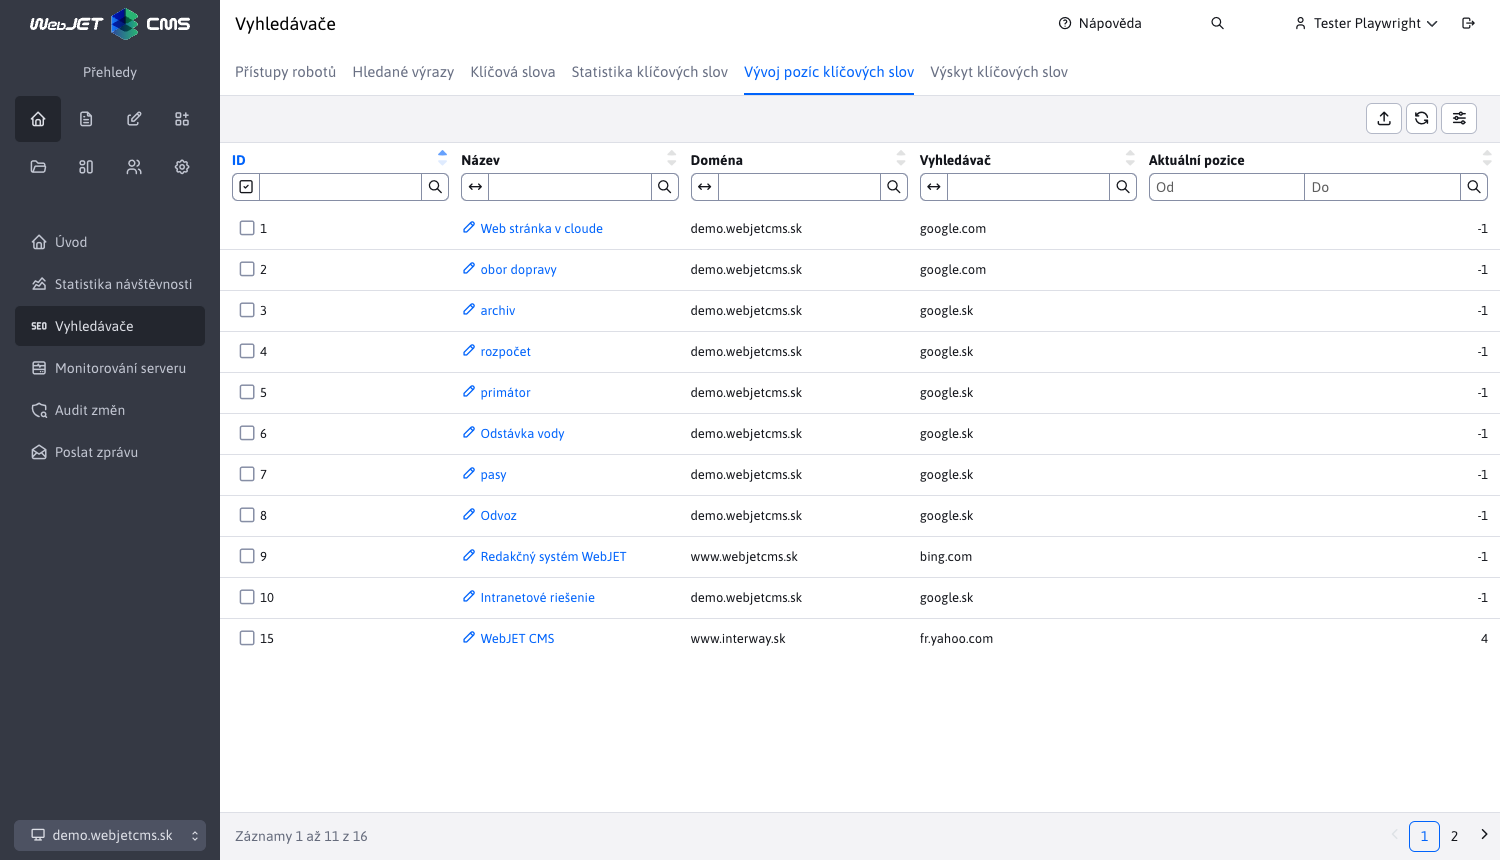 WebJET CMS
Vyhledávače
Nápověda
Tester Playwright
Přehledy
Přístupy robotů
Hledané výrazy
Klíčová slova
Statistika klíčových slov
Vývoj pozíc klíčových slov
Výskyt klíčových slov
Úvod
Statistika návštěvnosti
SEO Vyhledávače
Monitorování serveru
Audit změn
Poslat zprávu
demo.webjetcms.sk
ID Název Doména Vyhledávač Aktuální pozice
Od Do
1 Web stránka v cloude demo.webjetcms.sk google.com -1
2 obor dopravy demo.webjetcms.sk google.com -1
3 archiv demo.webjetcms.sk google.sk -1
4 rozpočet demo.webjetcms.sk google.sk -1
5 primátor demo.webjetcms.sk google.sk -1
6 Odstávka vody demo.webjetcms.sk google.sk -1
7 pasy demo.webjetcms.sk google.sk -1
8 Odvoz demo.webjetcms.sk google.sk -1
9 Redakčný systém WebJET www.webjetcms.sk bing.com -1
10 Intranetové riešenie demo.webjetcms.sk google.sk -1
15 WebJET CMS www.interway.sk fr.yahoo.com 4
Záznamy 1 až 11 z 16
1 2